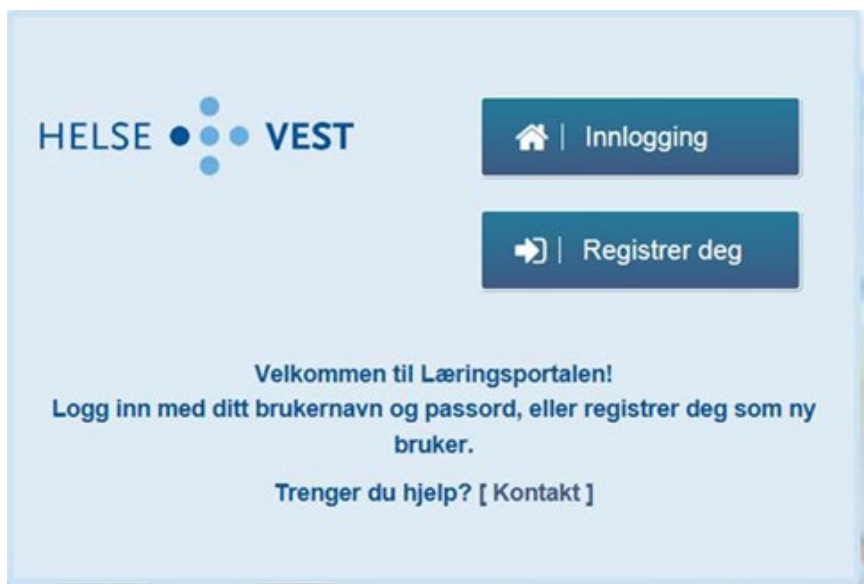 HELSE VEST
Innlogging
Registrer deg
Velkommen til Læringsportalen!
Logg inn med ditt brukernavn og passord, eller registrer deg som ny
bruker.
Trenger du hjelp? [ Kontakt ]